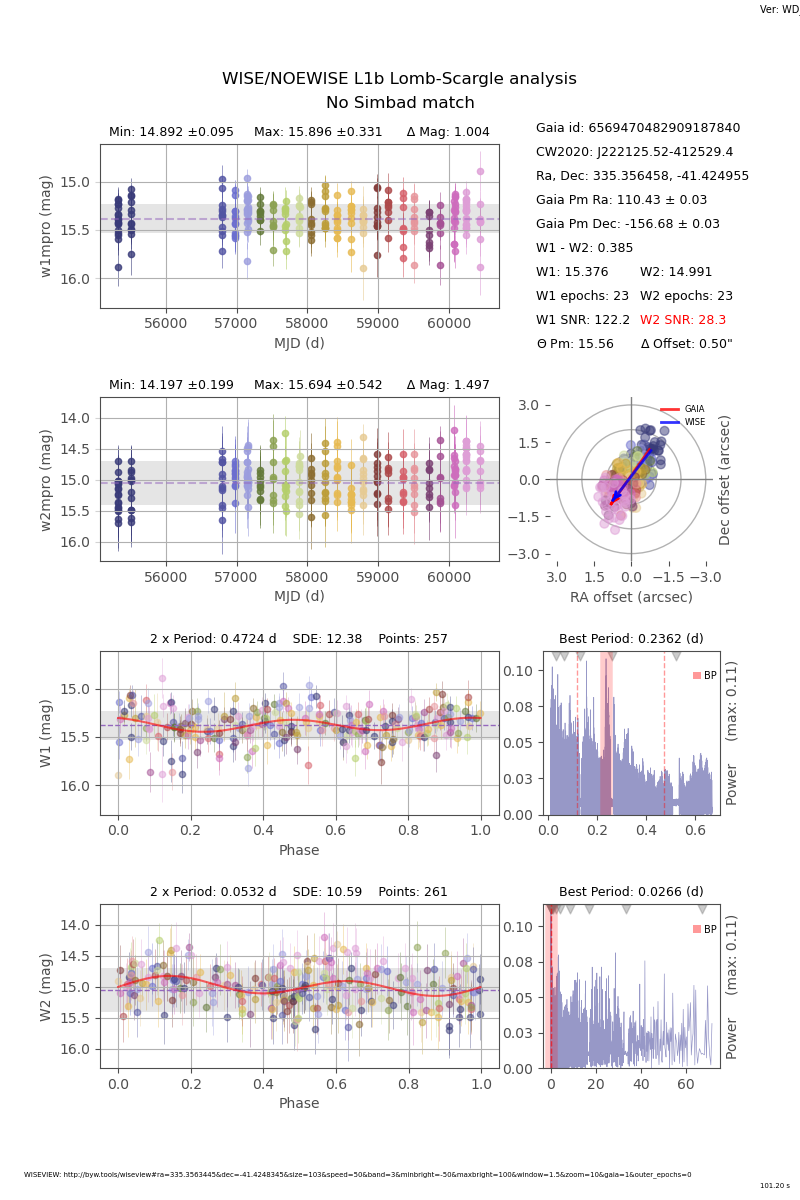 Ver: WD_
WISE/NOEWISE L1b Lomb-Scargle analysis
No Simbad match
Min: 14.892 ±0.095 Max: 15.896 ±0.331 Δ Mag: 1.004
15.0
15.5
16.0
w1mpro (mag)
56000 57000 58000 59000 60000
MJD (d)
Gaia id: 6569470482909187840
CW2020: J222125.52-412529.4
Ra, Dec: 335.356458, -41.424955
Gaia Pm Ra: 110.43 ± 0.03
Gaia Pm Dec: -156.68 ± 0.03
W1 - W2: 0.385
W1: 15.376 W2: 14.991
W1 epochs: 23 W2 epochs: 23
W1 SNR: 122.2 W2 SNR: 28.3
Θ Pm: 15.56 Δ Offset: 0.50"
Min: 14.197 ±0.199 Max: 15.694 ±0.542 Δ Mag: 1.497
14.0
14.5
15.0
15.5
16.0
w2mpro (mag)
56000 57000 58000 59000 60000
MJD (d)
GAIA
WISE
3.0
1.5
0.0
−1.5
−3.0
Dec offset (arcsec)
3.0 1.5 0.0 −1.5 −3.0
RA offset (arcsec)
2 x Period: 0.4724 d SDE: 12.38 Points: 257
15.0
15.5
16.0
W1 (mag)
0.0 0.2 0.4 0.6 0.8 1.0
Phase
Best Period: 0.2362 (d)
BP
0.10
0.08
0.05
0.03
0.00
Power (max: 0.11)
0.0 0.2 0.4 0.6
2 x Period: 0.0532 d SDE: 10.59 Points: 261
14.0
14.5
15.0
15.5
16.0
W2 (mag)
0.0 0.2 0.4 0.6 0.8 1.0
Phase
Best Period: 0.0266 (d)
BP
0.10
0.08
0.05
0.03
0.00
Power (max: 0.11)
0 20 40 60
WISEVIEW: http://byw.tools/wiseview#ra=335.3563445&dec=-41.4248345&size=103&speed=50&band=3&minbright=-50&maxbright=100&window=1.5&zoom=10&gaia=1&outer_epochs=0
101.20 s